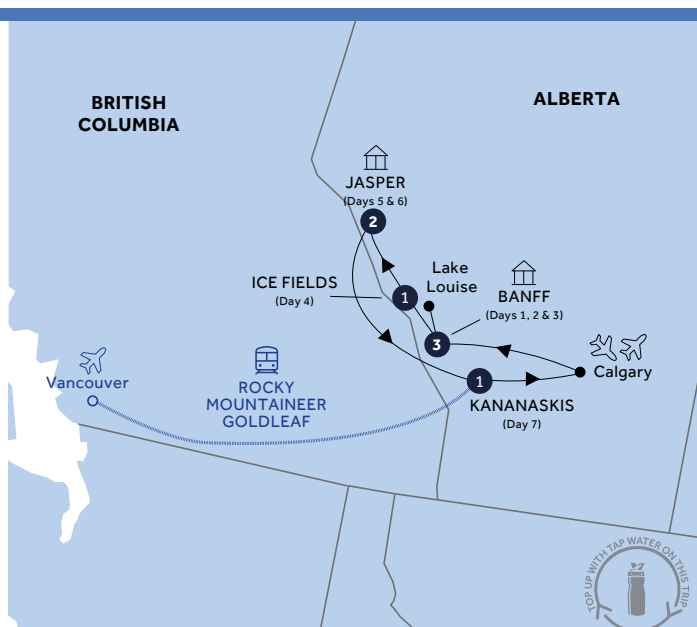 BRITISH
COLUMBIA
ALBERTA
JASPER
(Days 5 & 6)
2
ICE FIELDS
(Day 4)
1
Lake
Louise
BANFF
(Days 1, 2 & 3)
3
Calgary
Vancouver
ROCKY
MOUNTAINEER
GOLDLEAF
1
KANANASKIS
(Day 7)
TOP UP WITH TAP WATER ON THIS TRIP